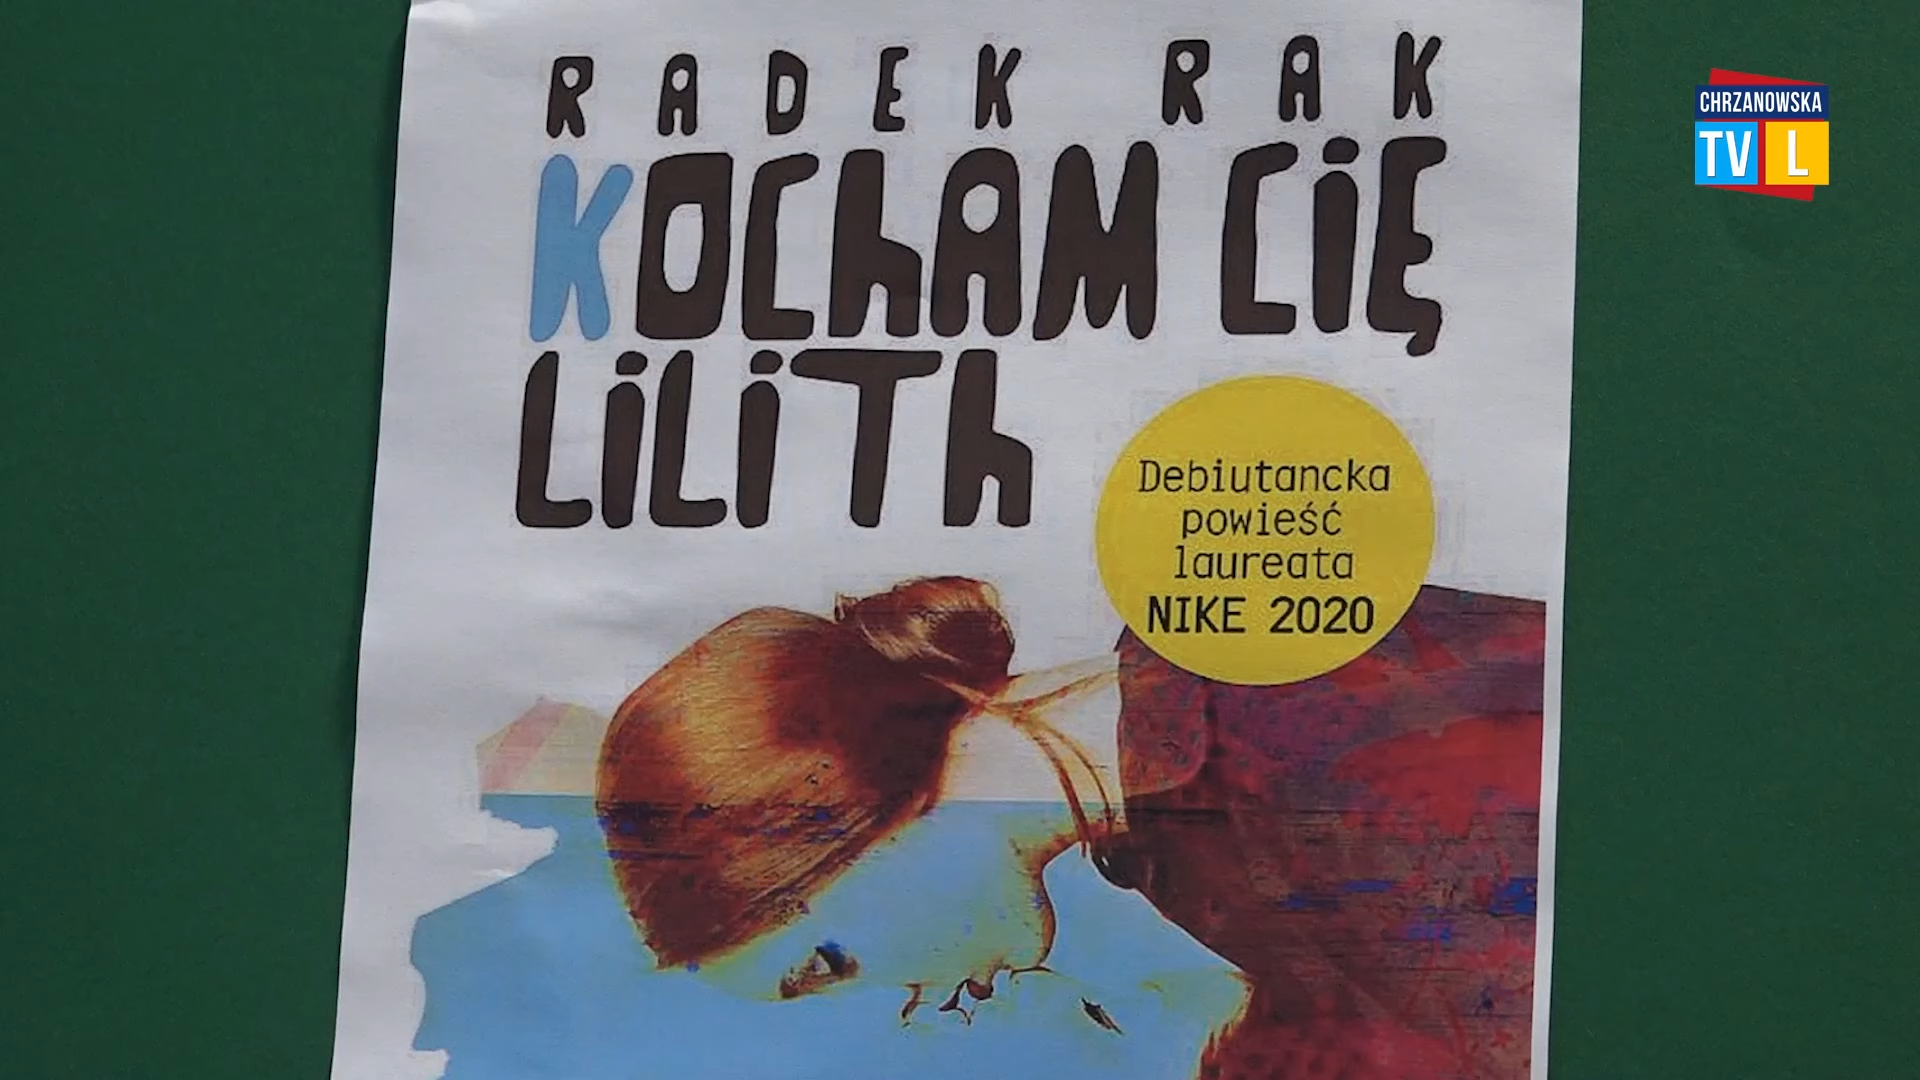 RADEK RAK
KOCHAM CIĘ
LILITH
Debiutancka
powieść
laureata
NIKE 2020
CHRZANOWSKA
TV L